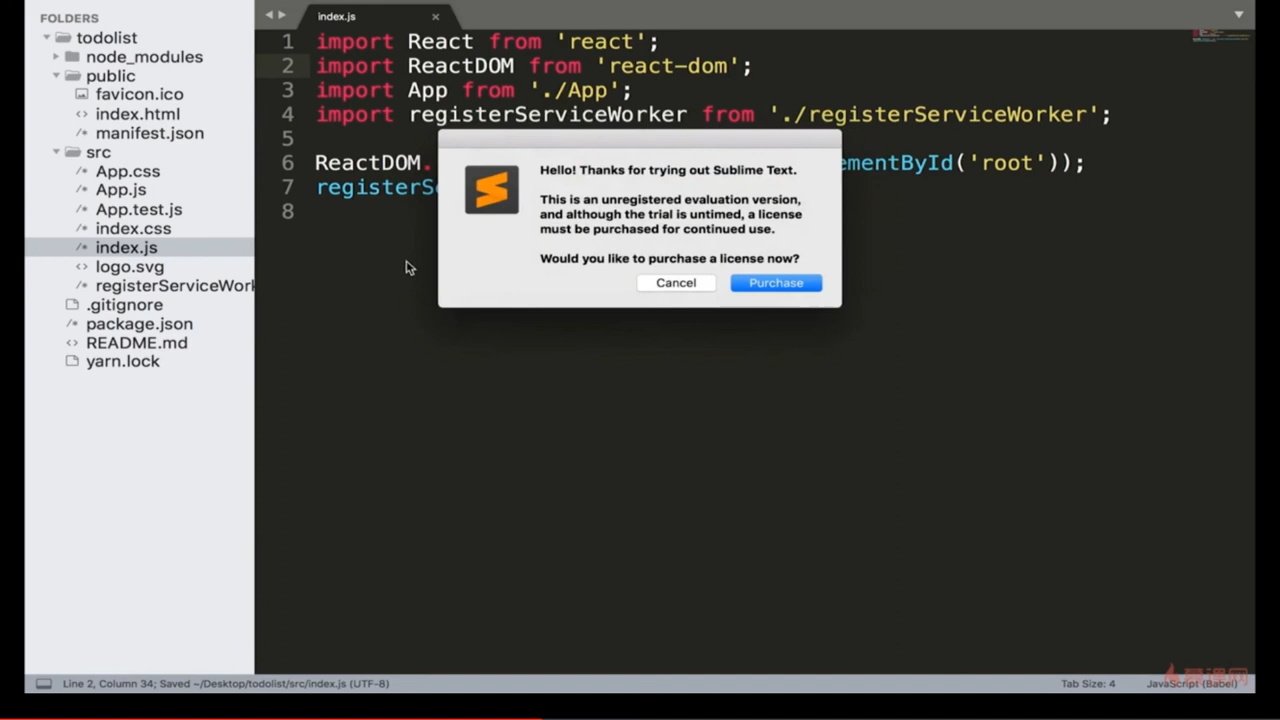 FOLDERS
todolist
node_modules
public
favicon.ico
index.html
manifest.json
src
App.css
App.js
App.test.js
index.css
index.js
logo.svg
registerServiceWork
.gitignore
package.json
README.md
yarn.lock
index.js
1 import React from 'react';
2 import ReactDOM from 'react-dom';
3 import App from './App';
4 import registerServiceWorker from './registerServiceWorker';
5
6 ReactDOM. ementById('root'));
7 registerSe
8
Hello! Thanks for trying out Sublime Text.
This is an unregistered evaluation version,
and although the trial is untimed, a license
must be purchased for continued use.
Would you like to purchase a license now?
Cancel Purchase
Line 2, Column 34; Saved ~/Desktop/todolist/src/index.js (UTF-8) Tab Size: 4 JavaScript (Babel)